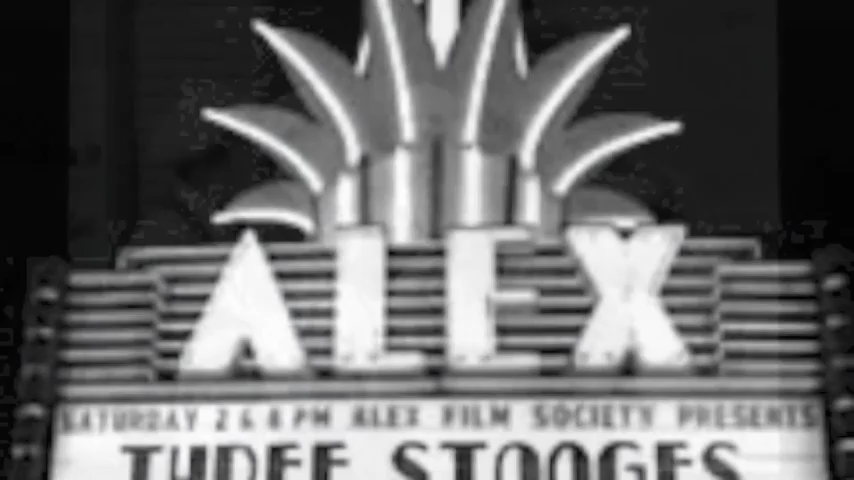 ALEX
SATURDAY 2 & 8 PM ALEX FILM SOCIETY PRESENTS
THREE STOOGES